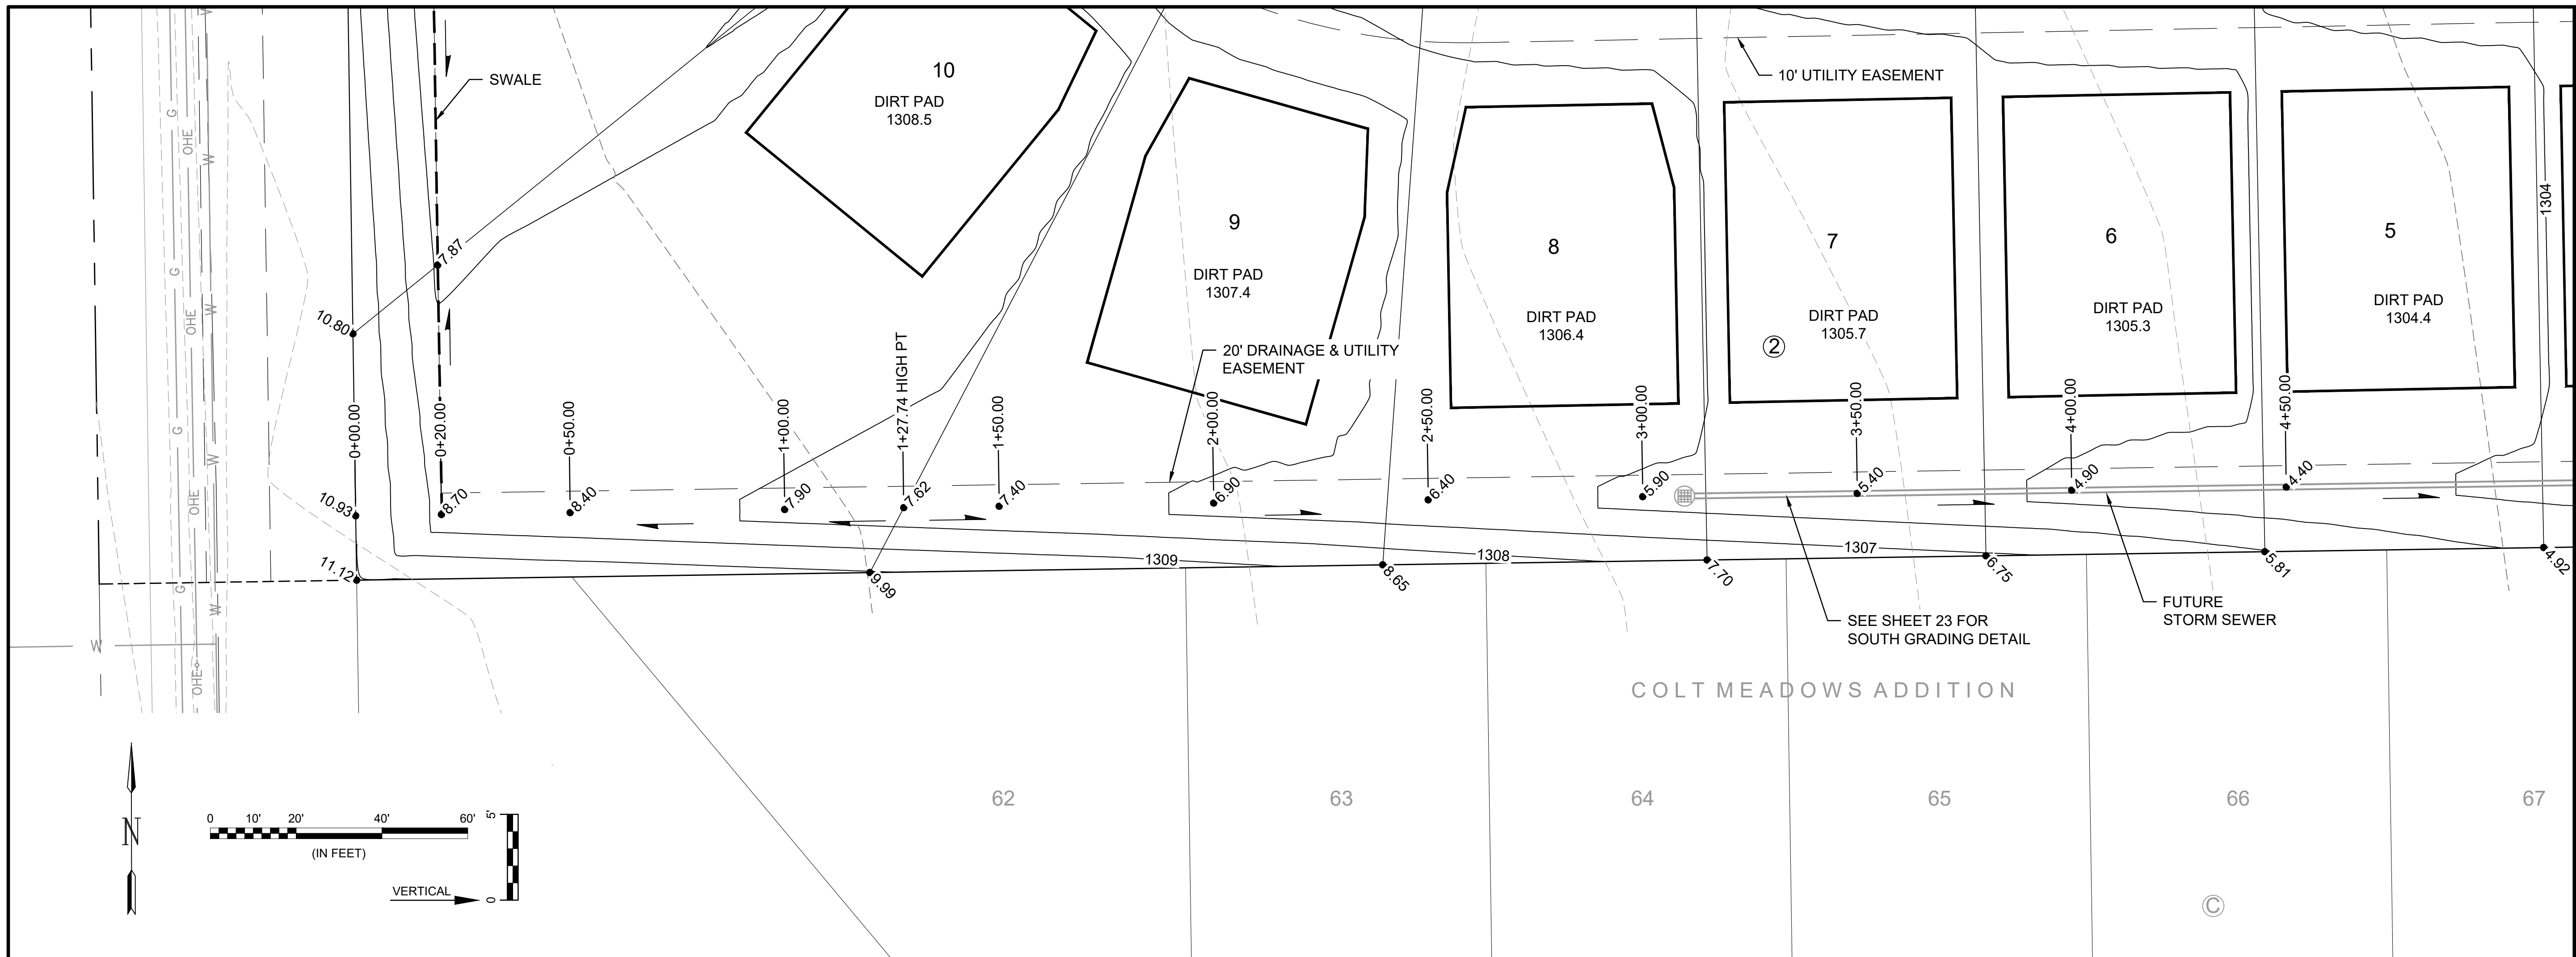 SWALE
10
DIRT PAD
1308.5
10' UTILITY EASEMENT
9
DIRT PAD
1307.4
8
DIRT PAD
1306.4
7
DIRT PAD
1305.7
2
6
DIRT PAD
1305.3
5
DIRT PAD
1304.4
1304
7.87
10.80
10.93
11.12
20' DRAINAGE & UTILITY
EASEMENT
0+00.00
0+20.00
0+50.00
1+00.00
1+27.74 HIGH PT
1+50.00
2+00.00
2+50.00
3+00.00
3+50.00
4+00.00
4+50.00
8.70
8.40
7.90
7.62
7.40
6.90
6.40
5.90
5.40
4.90
4.40
1309
1308
1307
9.99
8.65
7.70
6.75
5.81
4.92
G
OHE
W
W
G
OHE
W
G
W
OHE
G
W
OHE
W
W
SEE SHEET 23 FOR
SOUTH GRADING DETAIL
FUTURE
STORM SEWER
COLT MEADOWS ADDITION
62
63
64
65
66
67
C
N
0 10' 20' 40' 60'
(IN FEET)
VERTICAL
0
5'